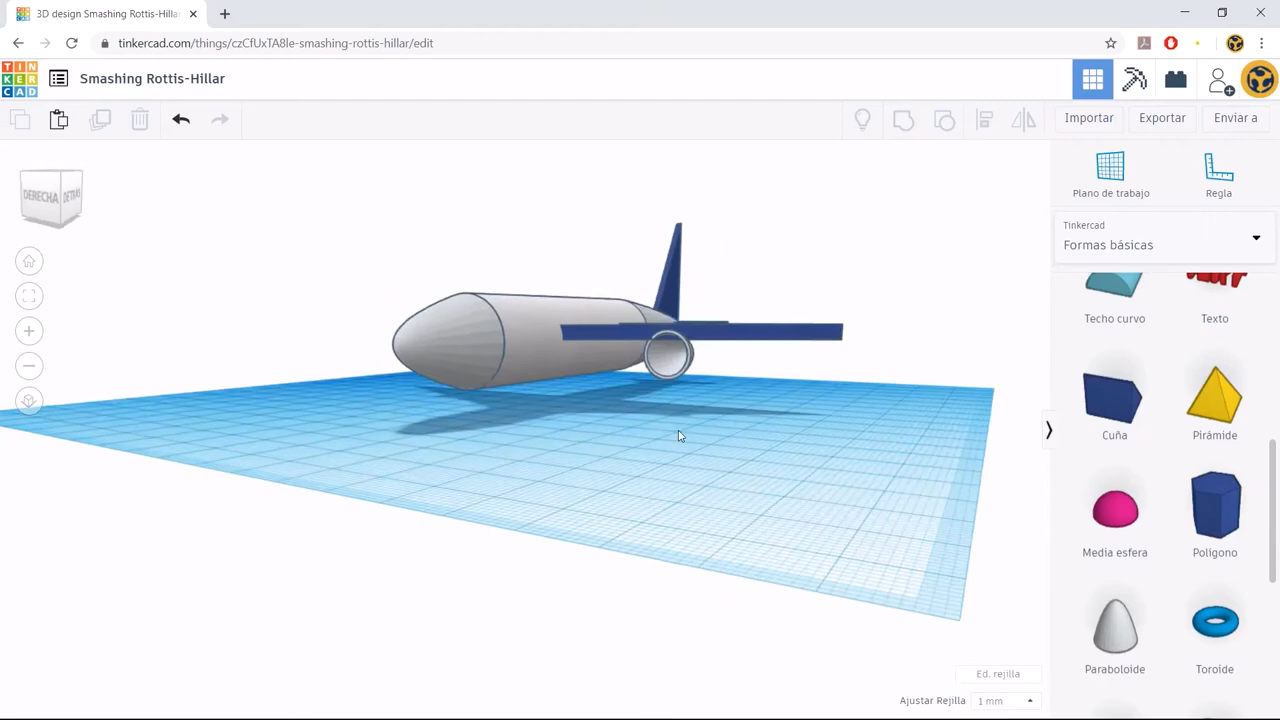 3D design Smashing Rottis-Hillar
tinkercad.com/things/czCfUxTA8le-smashing-rottis-hillar/edit
TIN
KER
CAD
Smashing Rottis-Hillar
Importar
Exportar
Enviar a
DERECHA
DETRÁS
Plano de trabajo
Regla
Tinkercad
Formas básicas
Techo curvo
Texto
Cuña
Pirámide
Media esfera
Polígono
Paraboloide
Toroide
Ed. rejilla
Ajustar Rejilla
1 mm